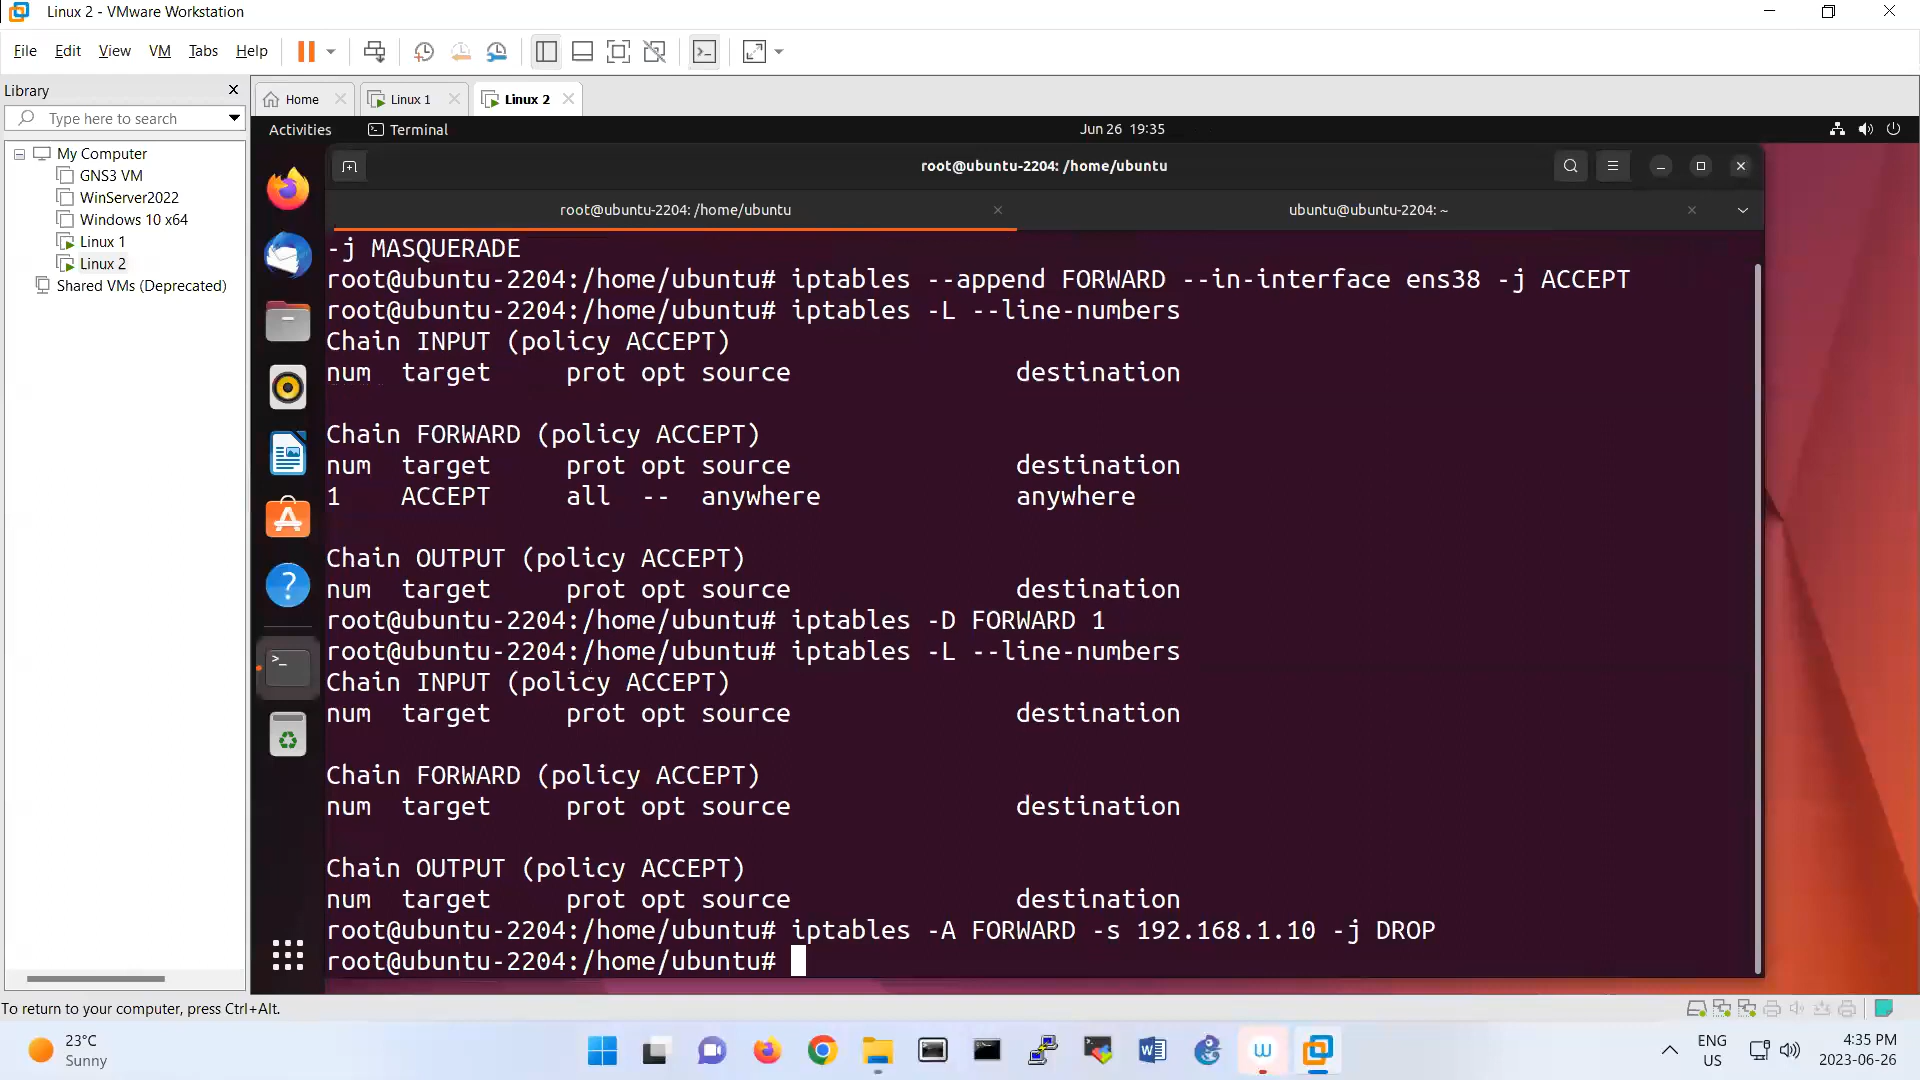 Linux 2 - VMware Workstation
File Edit View VM Tabs Help
Library
Type here to search
My Computer
GNS3 VM
WinServer2022
Windows 10 x64
Linux 1
Linux 2
Shared VMs (Deprecated)
Home
Linux 1
Linux 2
Activities
Terminal
Jun 26 19:35
root@ubuntu-2204: /home/ubuntu
root@ubuntu-2204: /home/ubuntu
ubuntu@ubuntu-2204: ~
-j MASQUERADE
root@ubuntu-2204:/home/ubuntu# iptables --append FORWARD --in-interface ens38 -j ACCEPT
root@ubuntu-2204:/home/ubuntu# iptables -L --line-numbers
Chain INPUT (policy ACCEPT)
num target prot opt source destination
Chain FORWARD (policy ACCEPT)
num target prot opt source destination
1 ACCEPT all -- anywhere anywhere
Chain OUTPUT (policy ACCEPT)
num target prot opt source destination
root@ubuntu-2204:/home/ubuntu# iptables -D FORWARD 1
root@ubuntu-2204:/home/ubuntu# iptables -L --line-numbers
Chain INPUT (policy ACCEPT)
num target prot opt source destination
Chain FORWARD (policy ACCEPT)
num target prot opt source destination
Chain OUTPUT (policy ACCEPT)
num target prot opt source destination
root@ubuntu-2204:/home/ubuntu# iptables -A FORWARD -s 192.168.1.10 -j DROP
root@ubuntu-2204:/home/ubuntu#
To return to your computer, press Ctrl+Alt.
23°C
Sunny
ENG
US
4:35 PM
2023-06-26